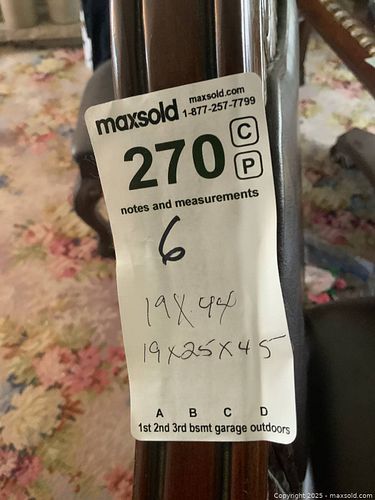 maxsold maxsold.com
1-877-257-7799
270 C
P
notes and measurements
6
19X44
19x25x45
A B C D
1st 2nd 3rd bsmt garage outdoors
Copyright © 2025 - maxsold.com